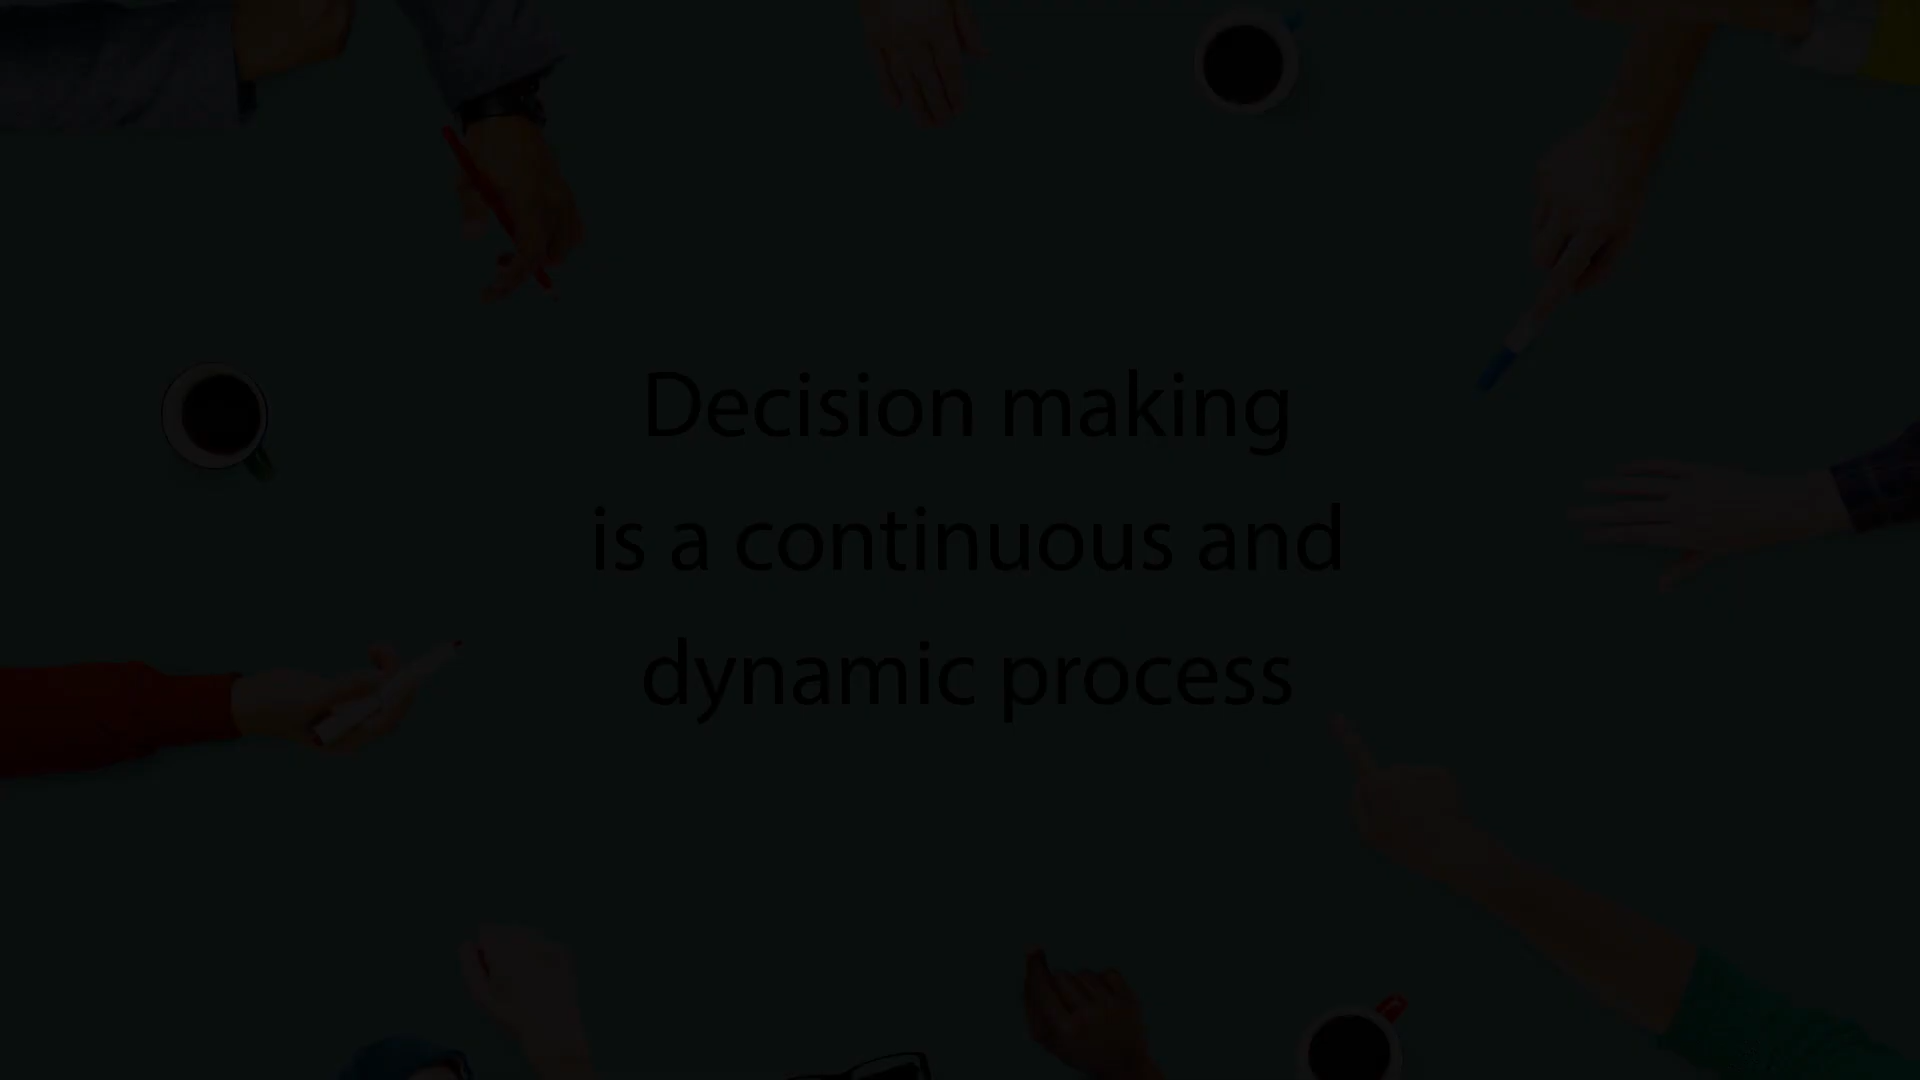 Decision making
is a continuous and
dynamic process